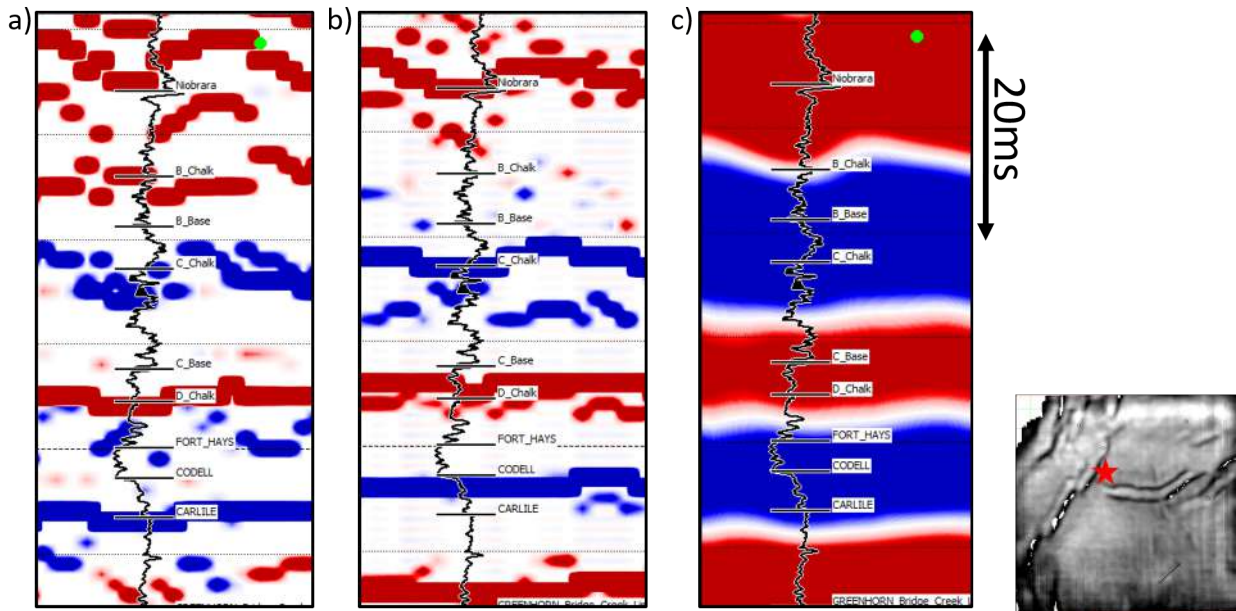 a)
Niobrara
B_Chalk
B_Base
C_Chalk
C_Base
D_Chalk
FORT_HAYS
CODELL
CARLILE
b)
Niobrara
B_Chalk
B_Base
C_Chalk
C_Base
D_Chalk
FORT_HAYS
CODELL
CARLILE
c)
Niobrara
B_Chalk
B_Base
C_Chalk
C_Base
D_Chalk
FORT_HAYS
CODELL
CARLILE
GREENHORN_Bridge_Creek_Li
20ms